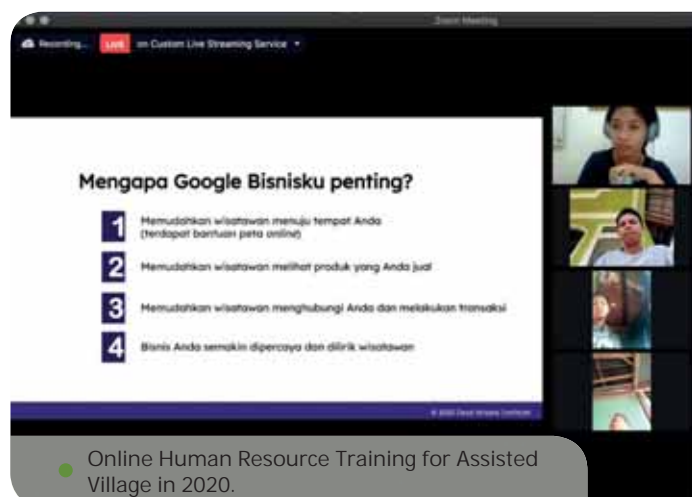 Zoom Meeting
Recording...
LIVE
on Custom Live Streaming Service
Mengapa Google Bisnisku penting?
1 Memudahkan wisatawan menuju tempat Anda
(terdapat bantuan peta online)
2 Memudahkan wisatawan melihat produk yang Anda jual
3 Memudahkan wisatawan menghubungi Anda dan melakukan transaksi
4 Bisnis Anda semakin dipercaya dan dilirik wisatawan
© 2020
Online Human Resource Training for Assisted
Village in 2020.